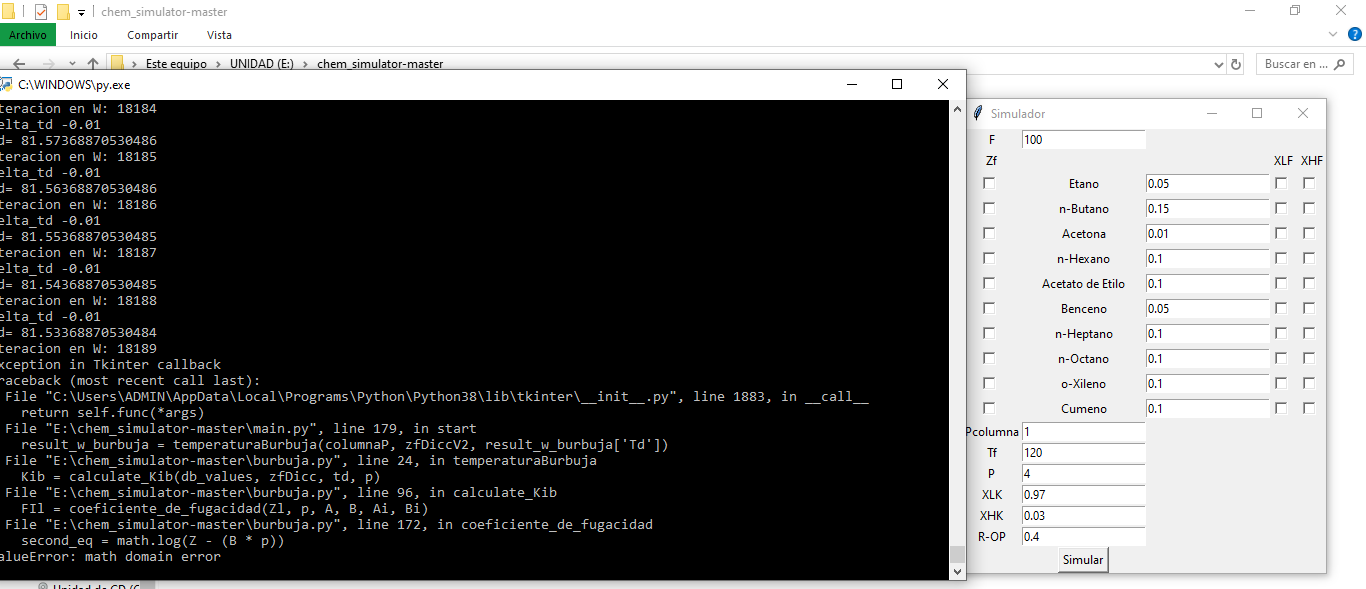 chem_simulator-master
Archivo Inicio Compartir Vista
Este equipo > UNIDAD (E:) > chem_simulator-master
Buscar en ...
C:\WINDOWS\py.exe
teracion en W: 18184
elta_td -0.01
d= 81.57368870530486
teracion en W: 18185
elta_td -0.01
d= 81.56368870530486
teracion en W: 18186
elta_td -0.01
d= 81.55368870530485
teracion en W: 18187
elta_td -0.01
d= 81.54368870530485
teracion en W: 18188
elta_td -0.01
d= 81.53368870530484
teracion en W: 18189
xception in Tkinter callback
raceback (most recent call last):
File "C:\Users\ADMIN\AppData\Local\Programs\Python\Python38\lib\tkinter\__init__.py", line 1883, in __call__
return self.func(*args)
File "E:\chem_simulator-master\main.py", line 179, in start
result_w_burbuja = temperaturaBurbuja(columnaP, zfDiccV2, result_w_burbuja['Td'])
File "E:\chem_simulator-master\burbuja.py", line 24, in temperaturaBurbuja
Kib = calculate_Kib(db_values, zfDicc, td, p)
File "E:\chem_simulator-master\burbuja.py", line 96, in calculate_Kib
FIl = coeficiente_de_fugacidad(Zl, p, A, B, Ai, Bi)
File "E:\chem_simulator-master\burbuja.py", line 172, in coeficiente_de_fugacidad
second_eq = math.log(Z - (B * p))
alueError: math domain error
Simulador
F 100
Zf XLF XHF
Etano 0.05
n-Butano 0.15
Acetona 0.01
n-Hexano 0.1
Acetato de Etilo 0.1
Benceno 0.05
n-Heptano 0.1
n-Octano 0.1
o-Xileno 0.1
Cumeno 0.1
Pcolumna 1
Tf 120
P 4
XLK 0.97
XHK 0.03
R-OP 0.4
Simular